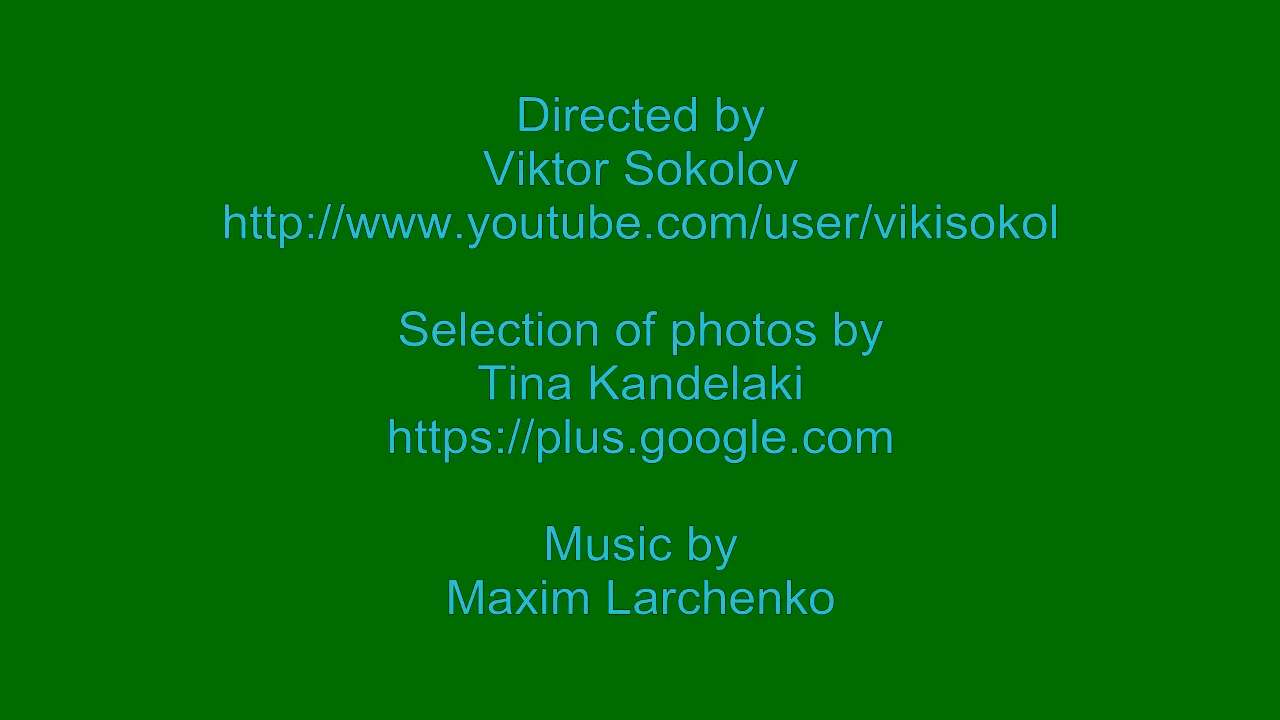 Directed by
Viktor Sokolov
http://www.youtube.com/user/vikisokol
Selection of photos by
Tina Kandelaki
https://plus.google.com
Music by
Maxim Larchenko